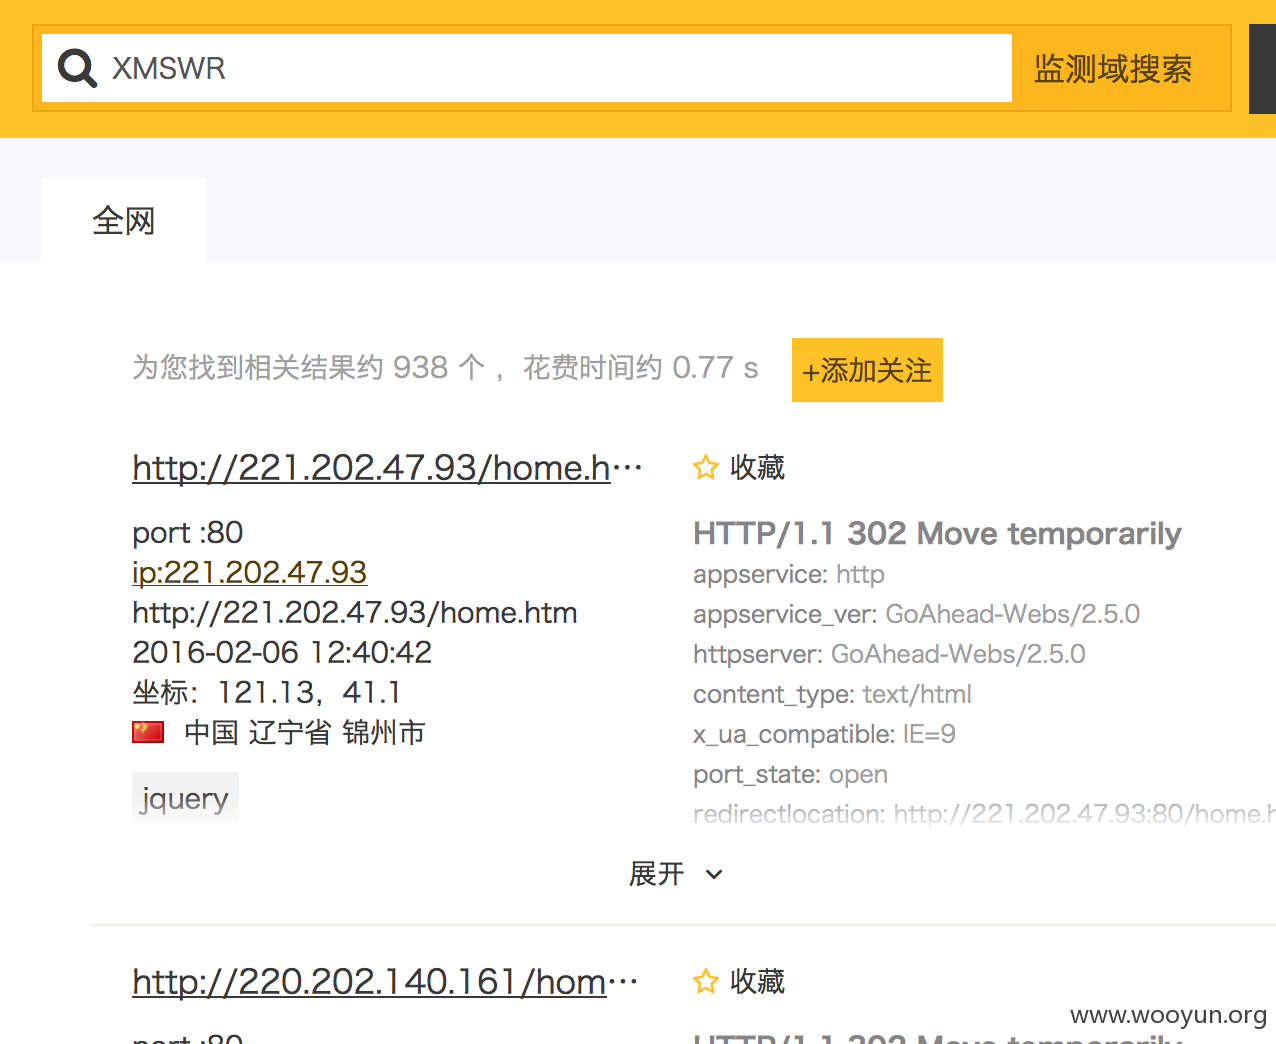 XMSWR
监测域搜索
全网
为您找到相关结果约 938 个 ，花费时间约 0.77 s
+添加关注
http://221.202.47.93/home.h…
收藏
port :80
ip:221.202.47.93
http://221.202.47.93/home.htm
2016-02-06 12:40:42
坐标：121.13，41.1
中国 辽宁省 锦州市
jquery
HTTP/1.1 302 Move temporarily
appservice: http
appservice_ver: GoAhead-Webs/2.5.0
httpserver: GoAhead-Webs/2.5.0
content_type: text/html
x_ua_compatible: IE=9
port_state: open
redirectlocation: http://221.202.47.93:80/home.h
展开
http://220.202.140.161/hom…
收藏
port :80
HTTP/1.1 302 Move temporarily
www.wooyun.org